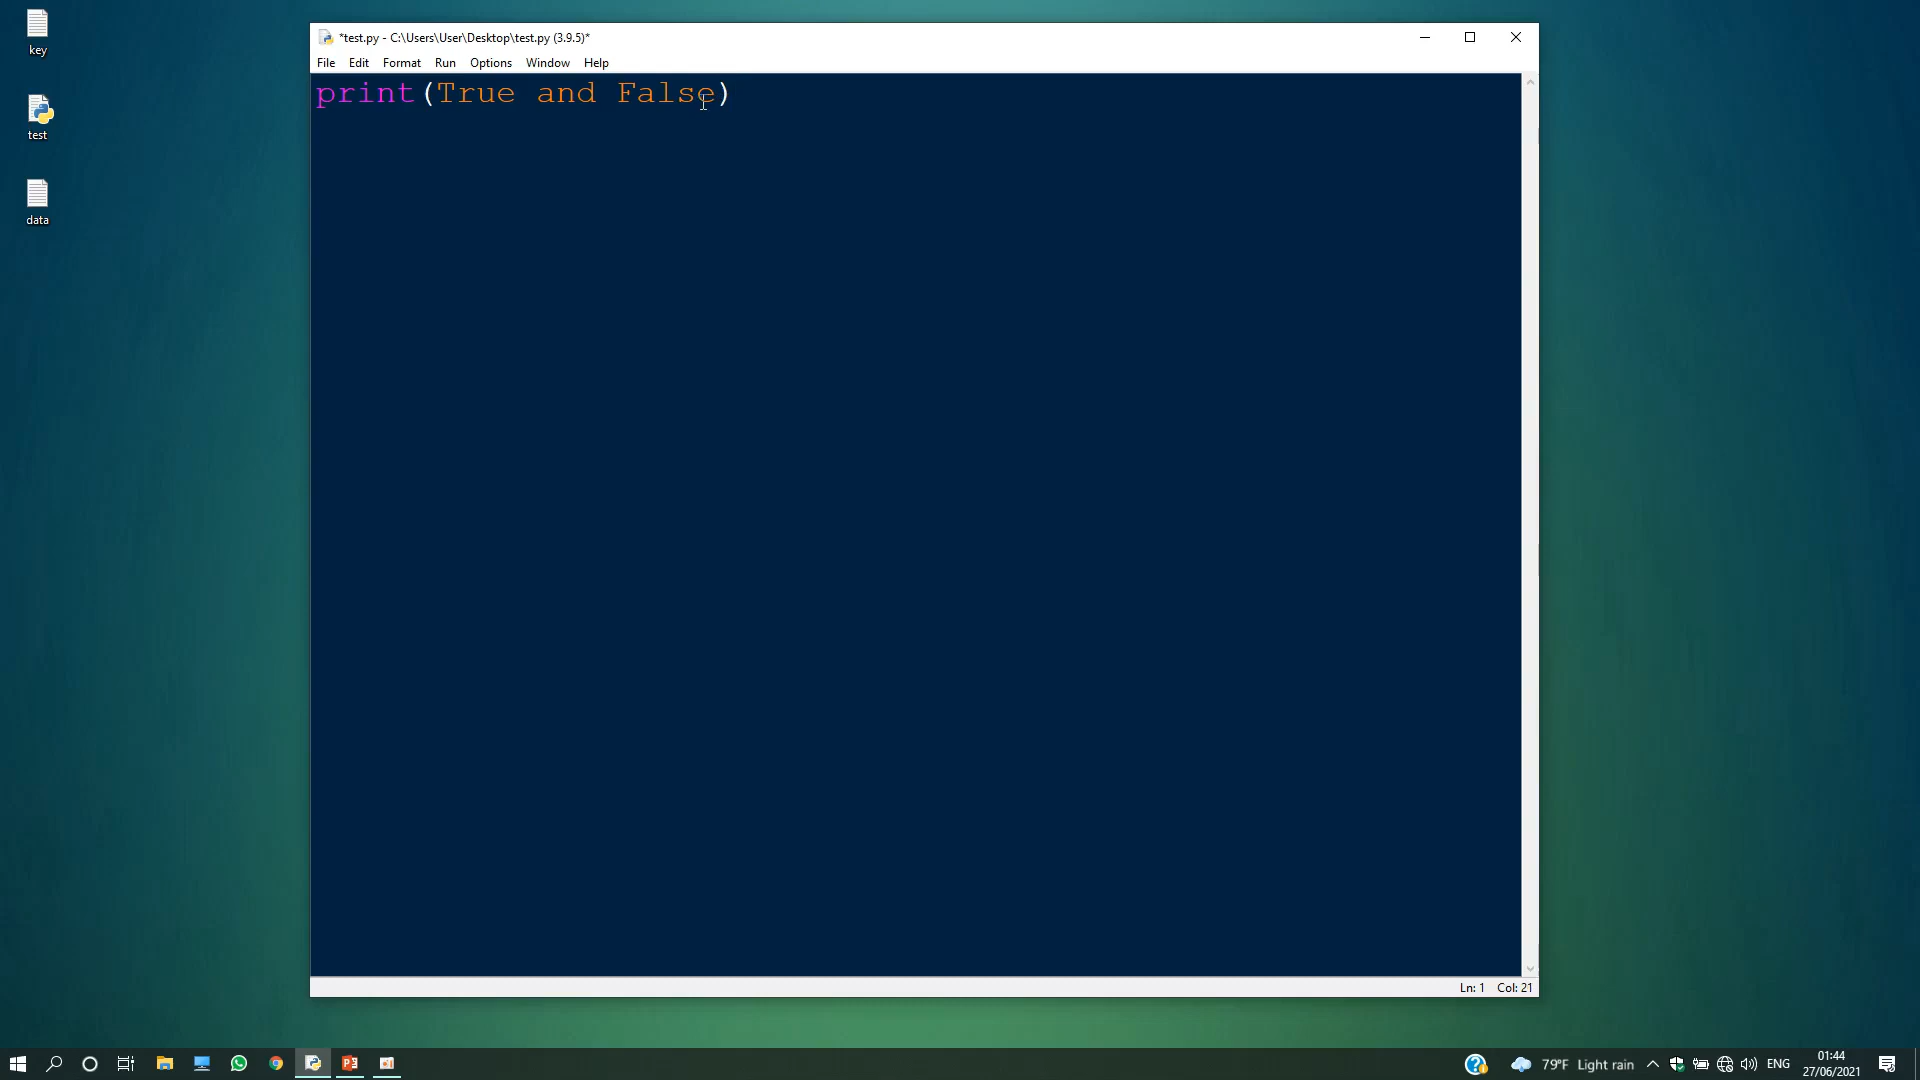 key
test
data
*test.py - C:\Users\User\Desktop\test.py (3.9.5)*
File Edit Format Run Options Window Help
print(True and False)
Ln: 1 Col: 21
79°F Light rain
ENG
01:44
27/06/2021